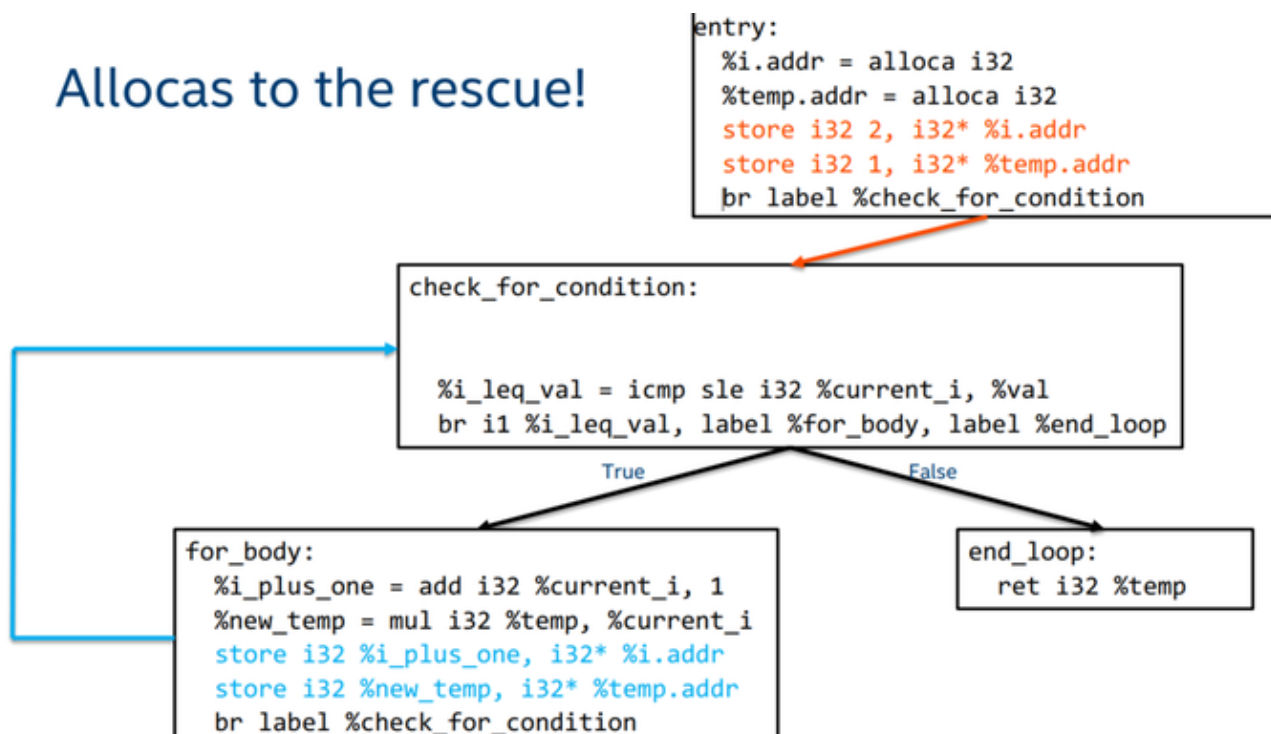 Allocas to the rescue!
entry:
%i.addr = alloca i32
%temp.addr = alloca i32
store i32 2, i32* %i.addr
store i32 1, i32* %temp.addr
br label %check_for_condition
check_for_condition:
%i_leq_val = icmp sle i32 %current_i, %val
br i1 %i_leq_val, label %for_body, label %end_loop
True
False
for_body:
%i_plus_one = add i32 %current_i, 1
%new_temp = mul i32 %temp, %current_i
store i32 %i_plus_one, i32* %i.addr
store i32 %new_temp, i32* %temp.addr
br label %check_for_condition
end_loop:
ret i32 %temp